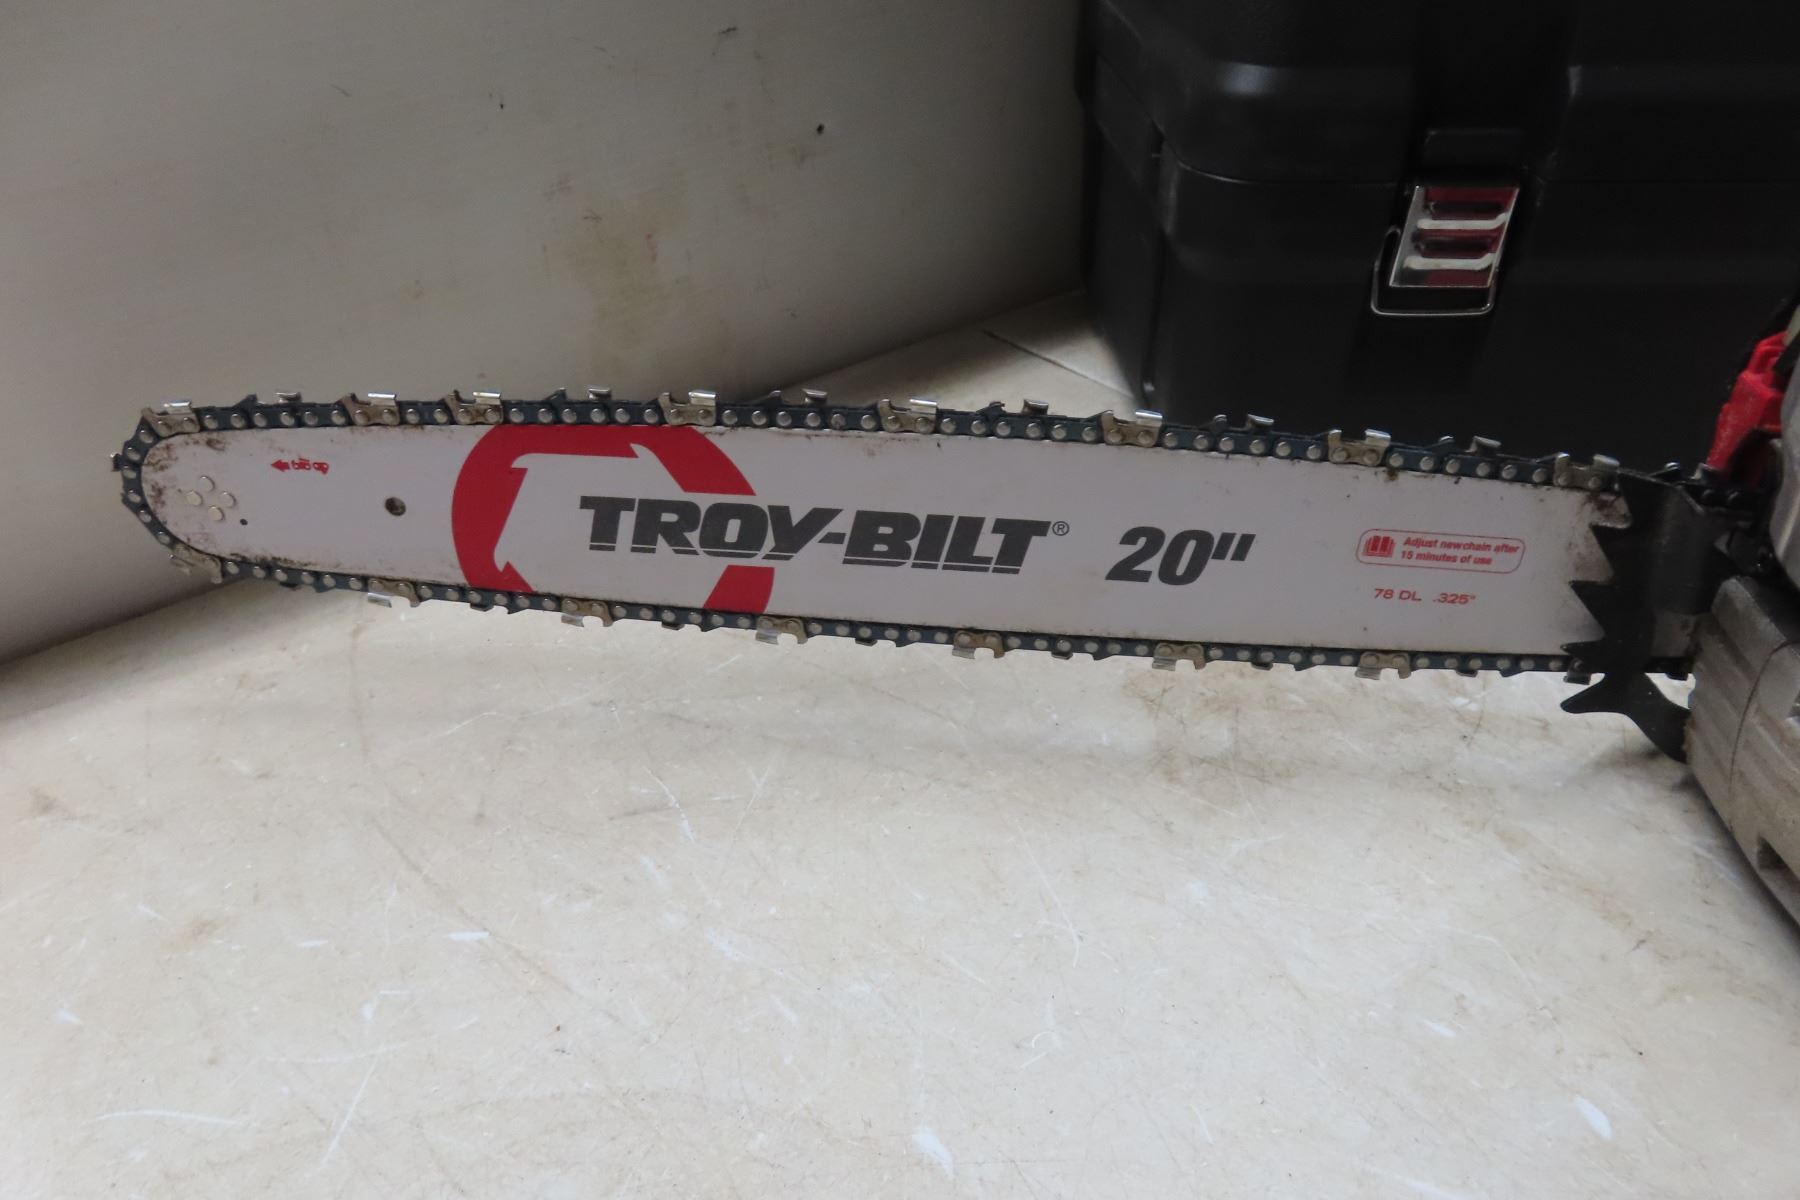 TROY-BILT® 20"
Adjust new chain after
15 minutes of use
78 DL .325"